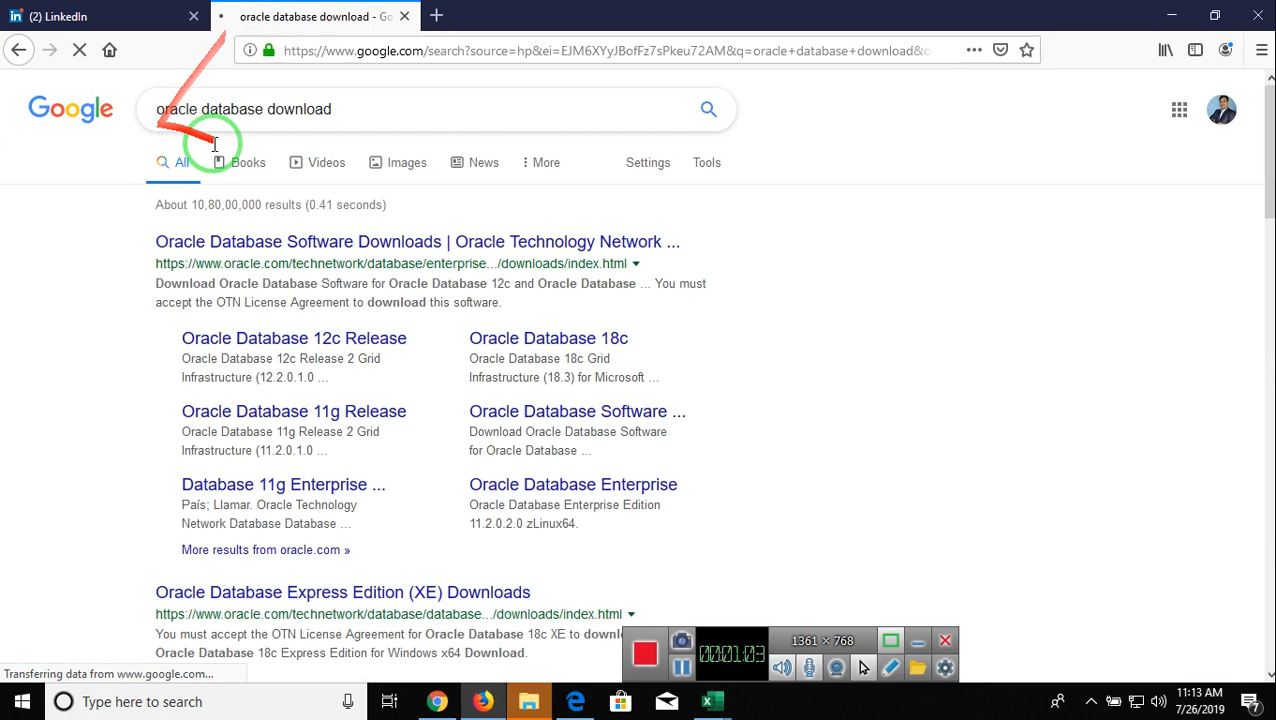 (2) LinkedIn
oracle database download - Go
https://www.google.com/search?source=hp&ei=EJM6XYyJBofFz7sPkeu72AM&q=oracle+database+download&o
Google
oracle database download
All Books Videos Images News More Settings Tools
About 10,80,00,000 results (0.41 seconds)
Oracle Database Software Downloads | Oracle Technology Network ...
https://www.oracle.com/technetwork/database/enterprise.../downloads/index.html
Download Oracle Database Software for Oracle Database 12c and Oracle Database ... You must
accept the OTN License Agreement to download this software.
Oracle Database 12c Release
Oracle Database 12c Release 2 Grid
Infrastructure (12.2.0.1.0 ...
Oracle Database 18c
Oracle Database 18c Grid
Infrastructure (18.3) for Microsoft ...
Oracle Database 11g Release
Oracle Database 11g Release 2 Grid
Infrastructure (11.2.0.1.0 ...
Oracle Database Software ...
Download Oracle Database Software
for Oracle Database ...
Database 11g Enterprise ...
País; Llamar. Oracle Technology
Network Database Database ...
Oracle Database Enterprise
Oracle Database Enterprise Edition
11.2.0.2.0 zLinux64.
More results from oracle.com »
Oracle Database Express Edition (XE) Downloads
https://www.oracle.com/technetwork/database/database.../downloads/index.html
You must accept the OTN License Agreement for Oracle Database 18c XE to downl
Oracle Database 18c Express Edition for Windows x64 Download.
1361 × 768
00:01:03
Transferring data from www.google.com...
Type here to search
11:13 AM
7/26/2019
7